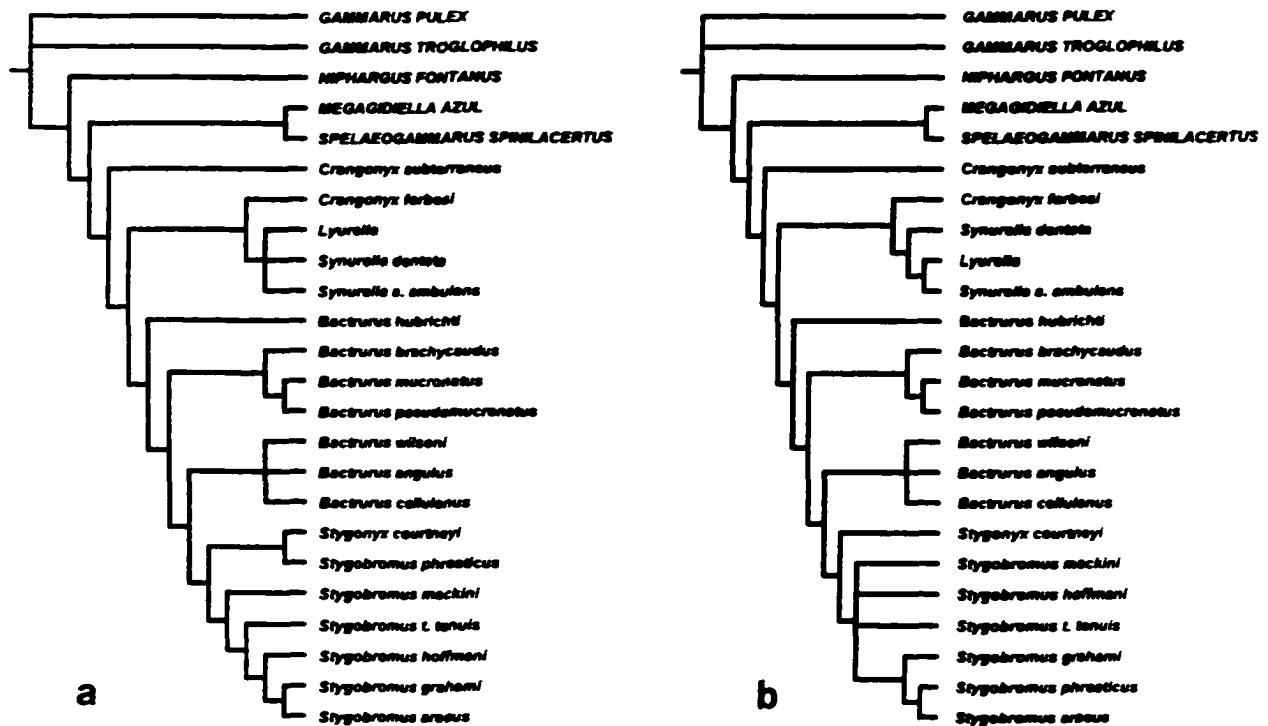 GAMMARUS PULEX
GAMMARUS TROGLOPHILUS
NIPHARGUS FONTANUS
MEGAGIDIELLA AZUL
SPELAEOGAMMARUS SPINILACERTUS
Crangonyx subterraneus
Crangonyx forbesi
Lyurella
Synurella dentata
Synurella a. ambulans
Bactrurus hubrichti
Bactrurus brachycaudus
Bactrurus mucronatus
Bactrurus pseudomucronatus
Bactrurus wilsoni
Bactrurus angulus
Bactrurus cellulanus
Stygonyx courtneyi
Stygobromus phreaticus
Stygobromus mackini
Stygobromus t. tenuis
Stygobromus hoffmani
Stygobromus grahami
Stygobromus araeus
a
GAMMARUS PULEX
GAMMARUS TROGLOPHILUS
NIPHARGUS FONTANUS
MEGAGIDIELLA AZUL
SPELAEOGAMMARUS SPINILACERTUS
Crangonyx subterraneus
Crangonyx forbesi
Synurella dentata
Lyurella
Synurella a. ambulans
Bactrurus hubrichti
Bactrurus brachycaudus
Bactrurus mucronatus
Bactrurus pseudomucronatus
Bactrurus wilsoni
Bactrurus angulus
Bactrurus cellulanus
Stygonyx courtneyi
Stygobromus mackini
Stygobromus hoffmani
Stygobromus t. tenuis
Stygobromus grahami
Stygobromus phreaticus
Stygobromus araeus
b